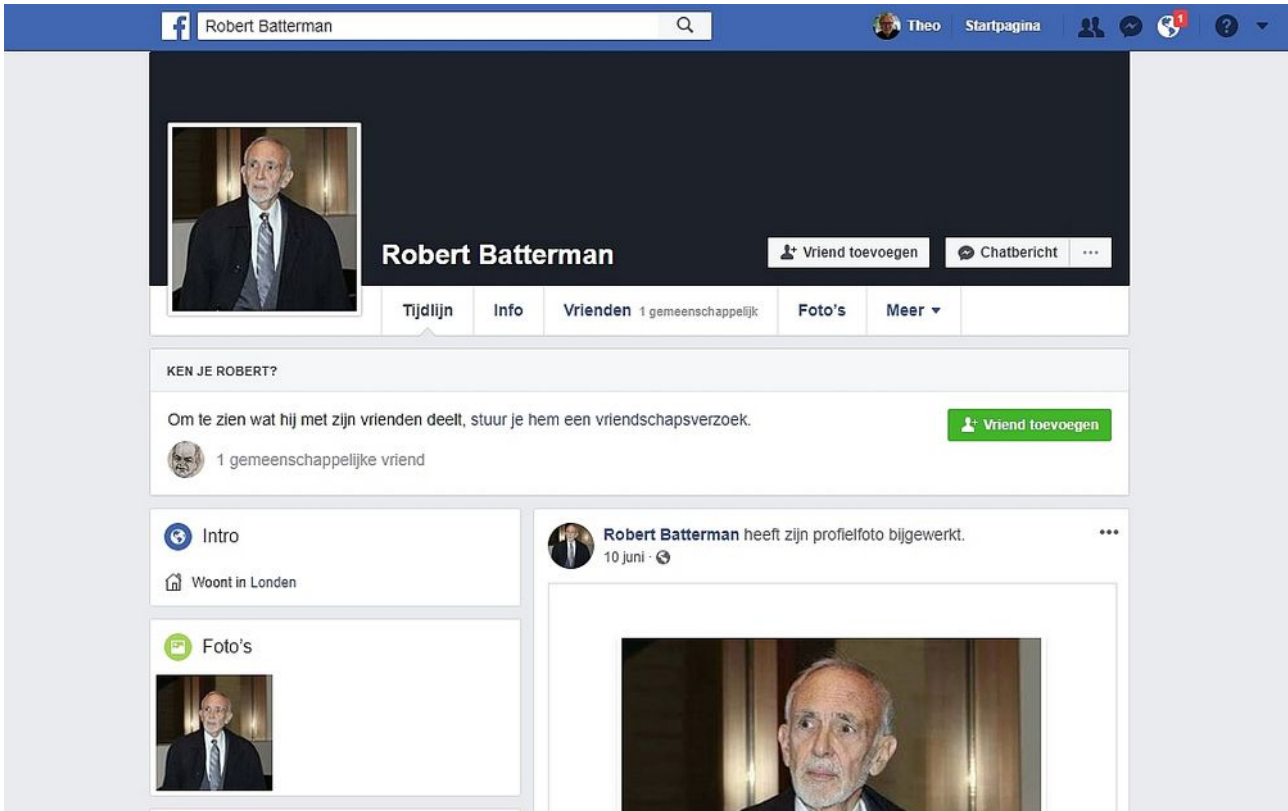 f Robert Batterman Theo Startpagina 1 ?
Robert Batterman Vriend toevoegen Chatbericht ...
Tijdlijn Info Vrienden 1 gemeenschappelijk Foto's Meer
KEN JE ROBERT?
Om te zien wat hij met zijn vrienden deelt, stuur je hem een vriendschapsverzoek. Vriend toevoegen
1 gemeenschappelijke vriend
Intro
Woont in Londen
Foto's
Robert Batterman heeft zijn profielfoto bijgewerkt. ...
10 juni ·